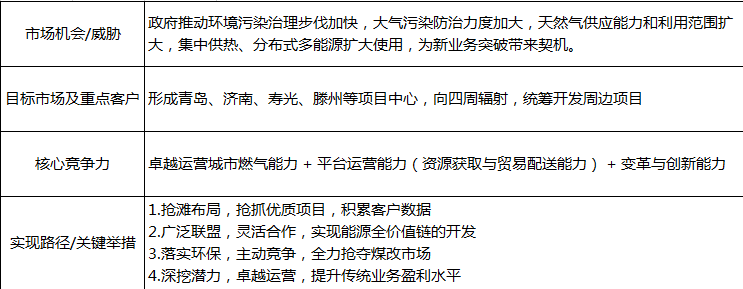 市场机会/威胁
政府推动环境污染治理步伐加快，大气污染防治力度加大，天然气供应能力和利用范围扩
大，集中供热、分布式多能源扩大使用，为新业务突破带来契机。
目标市场及重点客户
形成青岛、济南、寿光、滕州等项目中心，向四周辐射，统筹开发周边项目
核心竞争力
卓越运营城市燃气能力 + 平台运营能力（资源获取与贸易配送能力） + 变革与创新能力
实现路径/关键举措
1.抢滩布局，抢抓优质项目，积累客户数据
2.广泛联盟，灵活合作，实现能源全价值链的开发
3.落实环保，主动竞争，全力抢夺煤改市场
4.深挖潜力，卓越运营，提升传统业务盈利水平